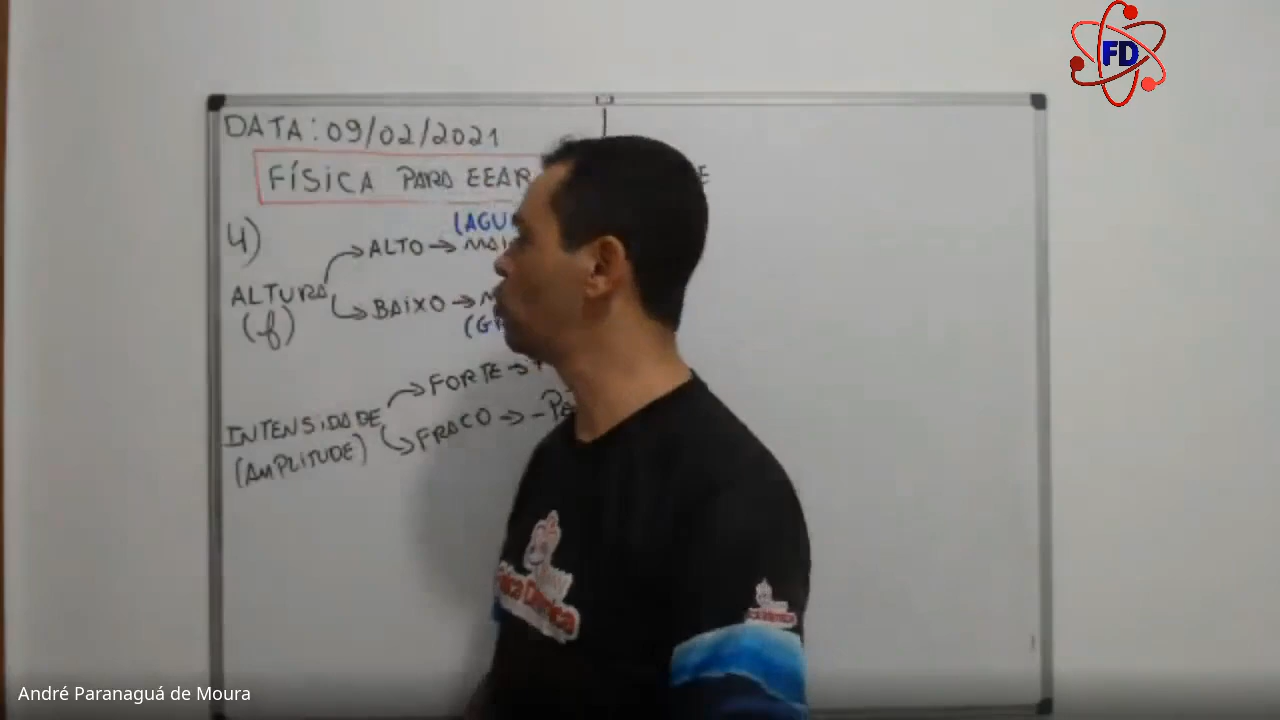 FD
DATA: 09/02/2021
FÍSICA PARA EEAR
4)
(AGU
ALTO → MAI
ALTURA
(f)
BAIXO →
INTENSIDADE
(AMPLITUDE)
FORTE →
FRACO →
André Paranaguá de Moura